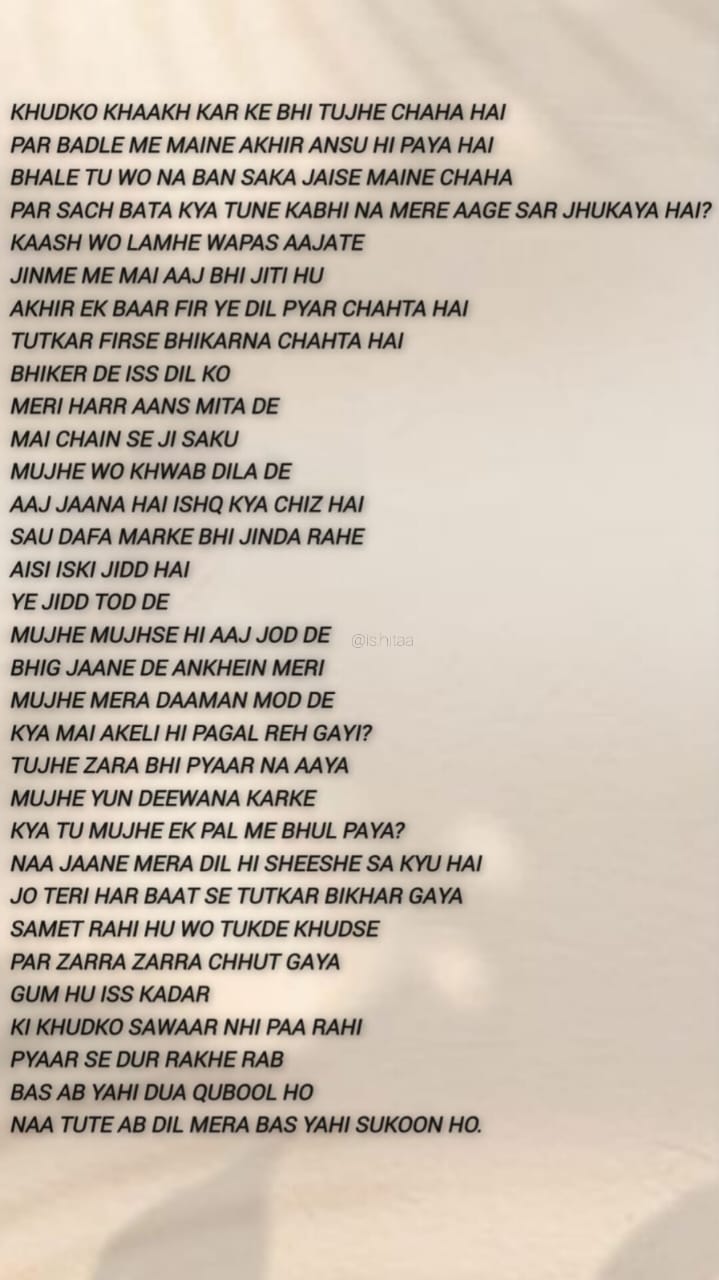 KHUDKO KHAAKH KAR KE BHI TUJHE CHAHA HAI
PAR BADLE ME MAINE AKHIR ANSU HI PAYA HAI
BHALE TU WO NA BAN SAKA JAISE MAINE CHAHA
PAR SACH BATA KYA TUNE KABHI NA MERE AAGE SAR JHUKAYA HAI?
KAASH WO LAMHE WAPAS AAJATE
JINME ME MAI AAJ BHI JITI HU
AKHIR EK BAAR FIR YE DIL PYAR CHAHTA HAI
TUTKAR FIRSE BHIKARNA CHAHTA HAI
BHIKER DE ISS DIL KO
MERI HARR AANS MITA DE
MAI CHAIN SE JI SAKU
MUJHE WO KHWAB DILA DE
AAJ JAANA HAI ISHQ KYA CHIZ HAI
SAU DAFA MARKE BHI JINDA RAHE
AISI ISKI JIDD HAI
YE JIDD TOD DE
MUJHE MUJHSE HI AAJ JOD DE @is.hitaa
BHIG JAANE DE ANKHEIN MERI
MUJHE MERA DAAMAN MOD DE
KYA MAI AKELI HI PAGAL REH GAYI?
TUJHE ZARA BHI PYAAR NA AAYA
MUJHE YUN DEEWANA KARKE
KYA TU MUJHE EK PAL ME BHUL PAYA?
NAA JAANE MERA DIL HI SHEESHE SA KYU HAI
JO TERI HAR BAAT SE TUTKAR BIKHAR GAYA
SAMET RAHI HU WO TUKDE KHUDSE
PAR ZARRA ZARRA CHHUT GAYA
GUM HU ISS KADAR
KI KHUDKO SAWAAR NHI PAA RAHI
PYAAR SE DUR RAKHE RAB
BAS AB YAHI DUA QUBOOL HO
NAA TUTE AB DIL MERA BAS YAHI SUKOON HO.